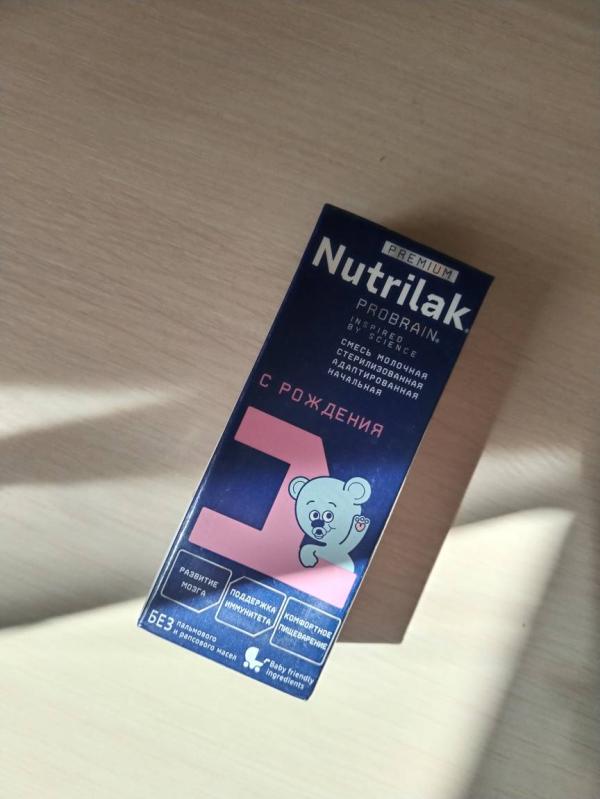 PREMIUM
Nutrilak®
PROBRAIN®
INSPIRED
BY SCIENCE
СМЕСЬ МОЛОЧНАЯ
СТЕРИЛИЗОВАННАЯ
АДАПТИРОВАННАЯ
НАЧАЛЬНАЯ
С РОЖДЕНИЯ
1
РАЗВИТИЕ
МОЗГА
ПОДДЕРЖКА
ИММУНИТЕТА
КОМФОРТНОЕ
ПИЩЕВАРЕНИЕ
БЕЗ пальмового
и рапсового масел
Baby friendly
ingredients